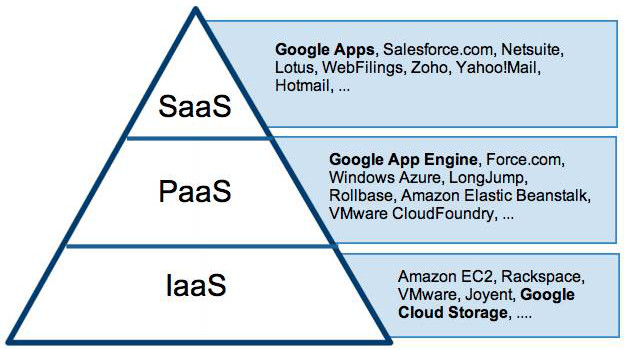 SaaS
Google Apps, Salesforce.com, Netsuite,
Lotus, WebFilings, Zoho, Yahoo!Mail,
Hotmail, ...
PaaS
Google App Engine, Force.com,
Windows Azure, LongJump,
Rollbase, Amazon Elastic Beanstalk,
VMware CloudFoundry, ...
IaaS
Amazon EC2, Rackspace,
VMware, Joyent, Google
Cloud Storage, ....